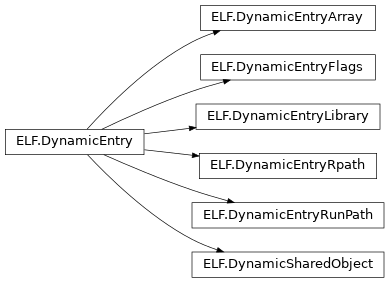 ELF.DynamicEntryArray
ELF.DynamicEntryFlags
ELF.DynamicEntryLibrary
ELF.DynamicEntry
ELF.DynamicEntryRpath
ELF.DynamicEntryRunPath
ELF.DynamicSharedObject